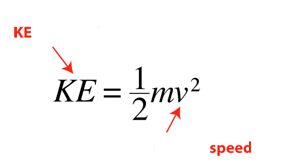 KE
KE = 1/2 mv²
speed